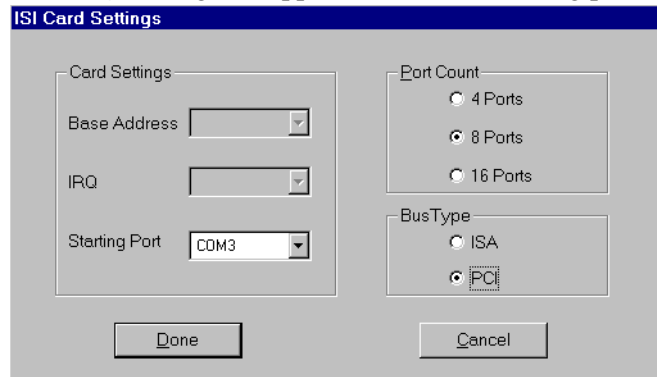 ISI Card Settings
Card Settings
Base Address
IRQ
Starting Port COM3
Port Count
4 Ports
8 Ports
16 Ports
BusType
ISA
PCI
Done
Cancel